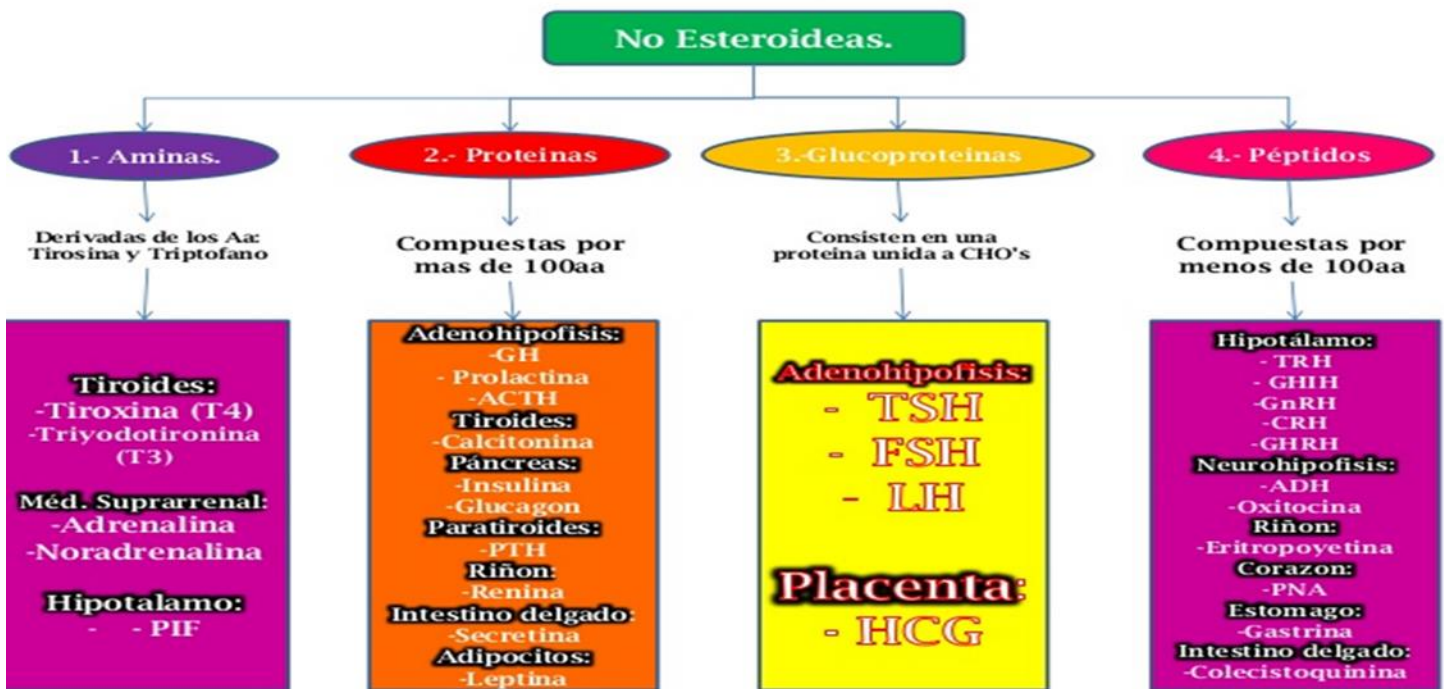 No Esteroideas.
1.- Aminas.
Derivadas de los Aa:
Tirosina y Triptofano
Tiroides:
-Tiroxina (T4)
-Triyodotironina
(T3)
Méd. Suprarrenal:
-Adrenalina
-Noradrenalina
Hipotalamo:
- - PIF
2.- Proteinas
Compuestas por
mas de 100aa
Adenohipofisis:
-GH
- Prolactina
-ACTH
Tiroides:
-Calcitonina
Páncreas:
-Insulina
-Glucagon
Paratiroides:
-PTH
Riñon:
-Renina
Intestino delgado:
-Secretina
Adipocitos:
-Leptina
3.-Glucoproteinas
Consisten en una
proteina unida a CHO's
Adenohipofisis:
- TSH
- FSH
- LH
Placenta:
- HCG
4.- Péptidos
Compuestas por
menos de 100aa
Hipotálamo:
- TRH
- GHIH
-GnRH
-CRH
-GHRH
Neurohipofisis:
-ADH
-Oxitocina
Riñon:
-Eritropoyetina
Corazon:
-PNA
Estomago:
-Gastrina
Intestino delgado:
-Colecistoquinina